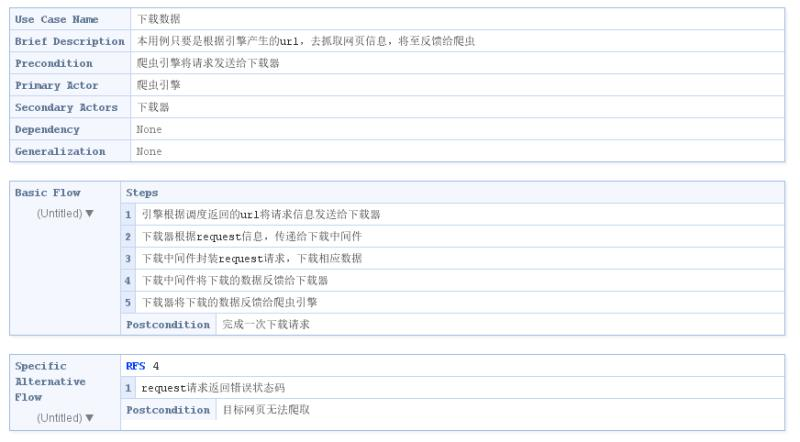 Use Case Name 下载数据
Brief Description 本用例只要是根据引擎产生的url，去抓取网页信息，将至反馈给爬虫
Precondition 爬虫引擎将请求发送给下载器
Primary Actor 爬虫引擎
Secondary Actors 下载器
Dependency None
Generalization None
Basic Flow Steps
(Untitled) ▼
1 引擎根据调度返回的url将请求信息发送给下载器
2 下载器根据request信息，传递给下载中间件
3 下载中间件封装request请求，下载相应数据
4 下载中间件将下载的数据反馈给下载器
5 下载器将下载的数据反馈给爬虫引擎
Postcondition 完成一次下载请求
Specific
Alternative
Flow
(Untitled) ▼
RFS 4
1 request请求返回错误状态码
Postcondition 目标网页无法爬取